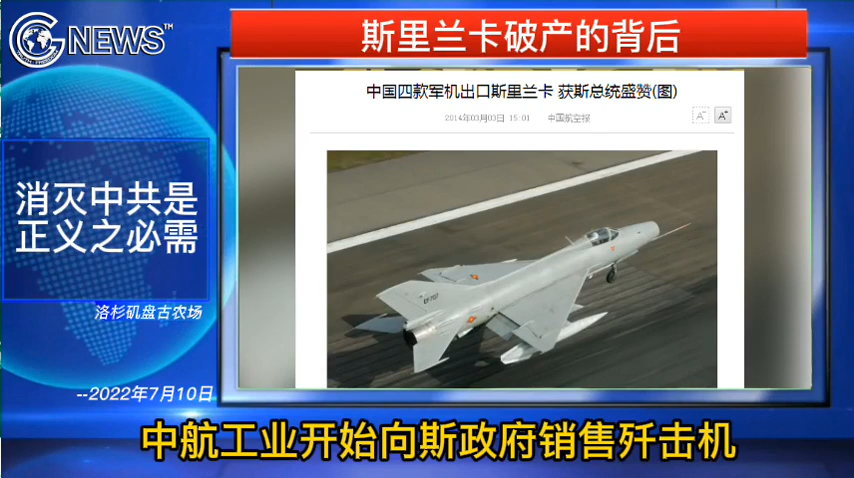 GNEWS™
斯里兰卡破产的背后
中国四款军机出口斯里兰卡 获斯总统盛赞(图)
2014年03月03日 15:01 中国航空报
A- A+
消灭中共是
正义之必需
洛杉矶盘古农场
--2022年7月10日
中航工业开始向斯政府销售歼击机